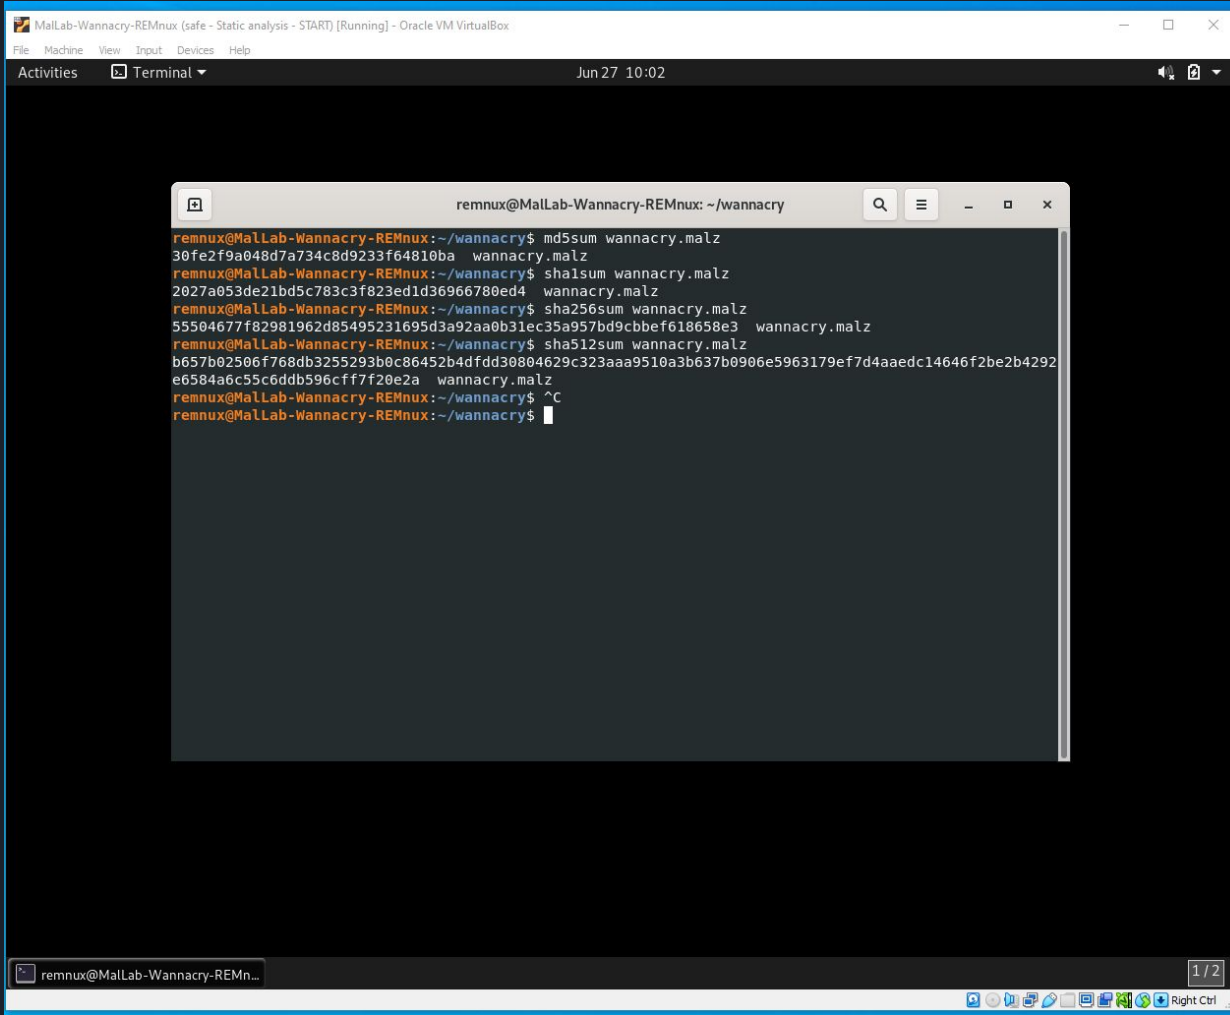 MalLab-Wannacry-REMnux (safe - Static analysis - START) [Running] - Oracle VM VirtualBox
File Machine View Input Devices Help
Activities Terminal Jun 27 10:02
remnux@MalLab-Wannacry-REMnux: ~/wannacry
remnux@MalLab-Wannacry-REMnux:~/wannacry$ md5sum wannacry.malz
30fe2f9a048d7a734c8d9233f64810ba wannacry.malz
remnux@MalLab-Wannacry-REMnux:~/wannacry$ sha1sum wannacry.malz
2027a053de21bd5c783c3f823ed1d36966780ed4 wannacry.malz
remnux@MalLab-Wannacry-REMnux:~/wannacry$ sha256sum wannacry.malz
55504677f82981962d85495231695d3a92aa0b31ec35a957bd9cbbef618658e3 wannacry.malz
remnux@MalLab-Wannacry-REMnux:~/wannacry$ sha512sum wannacry.malz
b657b02506f768db3255293b0c86452b4dfdd30804629c323aaa9510a3b637b0906e5963179ef7d4aaedc14646f2be2b4292
e6584a6c55c6ddb596cff7f20e2a wannacry.malz
remnux@MalLab-Wannacry-REMnux:~/wannacry$ ^C
remnux@MalLab-Wannacry-REMnux:~/wannacry$
remnux@MalLab-Wannacry-REMn...
1 / 2
Right Ctrl